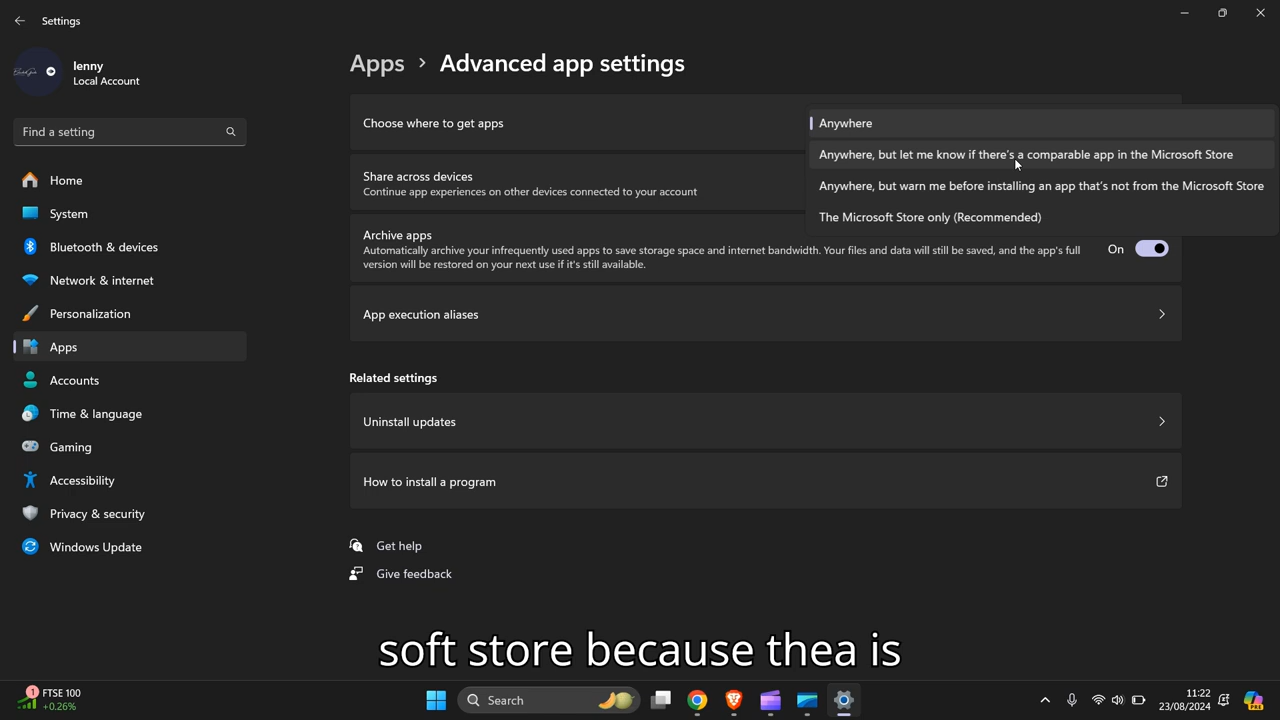 Settings
lenny
Local Account
Find a setting
Home
System
Bluetooth & devices
Network & internet
Personalization
Apps
Accounts
Time & language
Gaming
Accessibility
Privacy & security
Windows Update
Apps > Advanced app settings
Choose where to get apps
Anywhere
Anywhere, but let me know if there's a comparable app in the Microsoft Store
Anywhere, but warn me before installing an app that's not from the Microsoft Store
The Microsoft Store only (Recommended)
Share across devices
Continue app experiences on other devices connected to your account
Archive apps
Automatically archive your infrequently used apps to save storage space and internet bandwidth. Your files and data will still be saved, and the app's full
version will be restored on your next use if it's still available.
On
App execution aliases
Related settings
Uninstall updates
How to install a program
Get help
Give feedback
soft store because thea is
1
FTSE 100
+0.26%
Search
11:22
23/08/2024
PRE